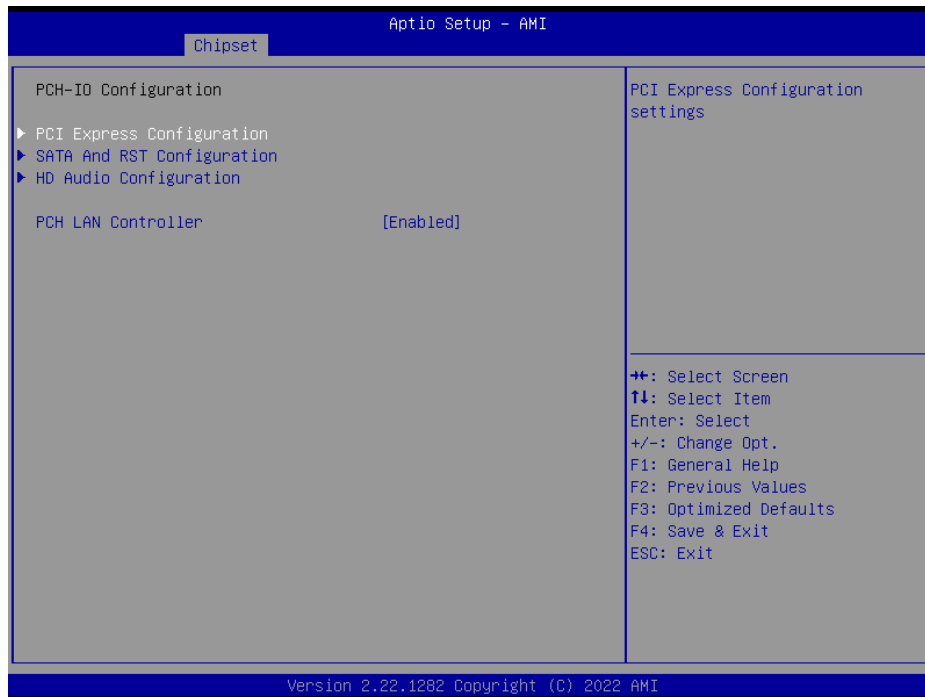 Aptio Setup – AMI
Chipset
PCH-IO Configuration
PCI Express Configuration
SATA And RST Configuration
HD Audio Configuration
PCH LAN Controller [Enabled]
PCI Express Configuration
settings
→←: Select Screen
↑↓: Select Item
Enter: Select
+/-: Change Opt.
F1: General Help
F2: Previous Values
F3: Optimized Defaults
F4: Save & Exit
ESC: Exit
Version 2.22.1282 Copyright (C) 2022 AMI